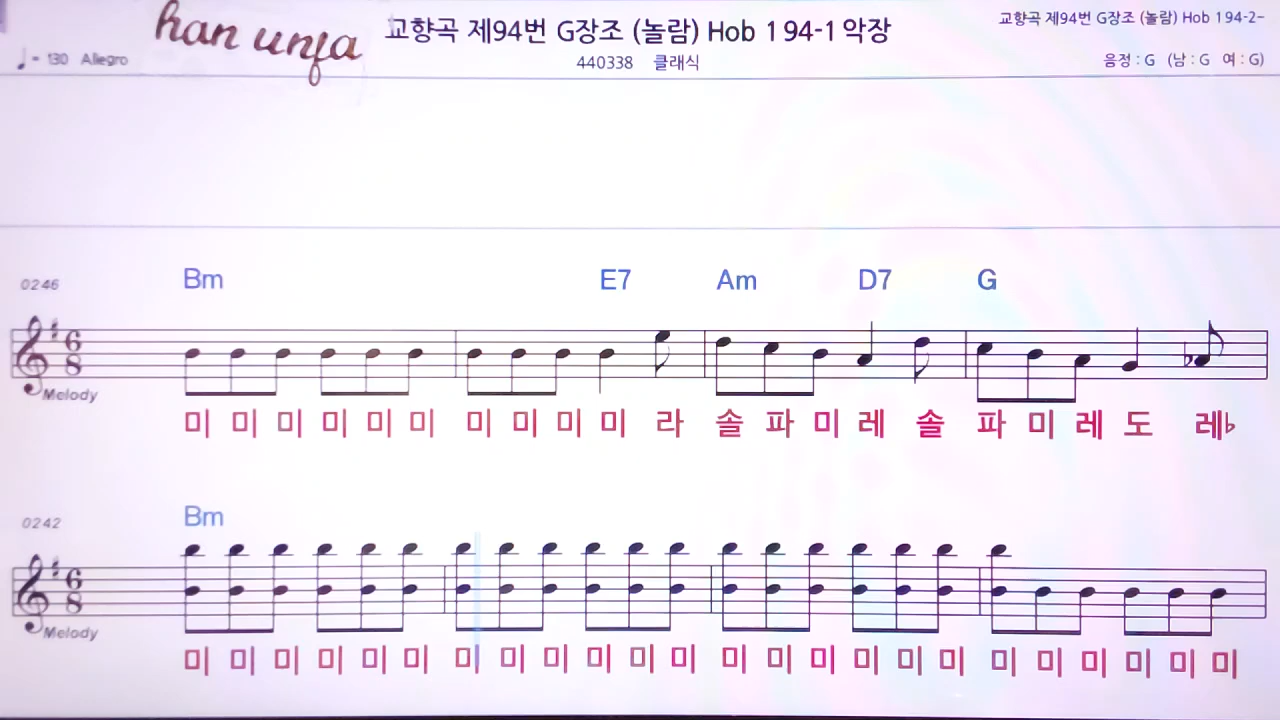 han unfa
교향곡 제94번 G장조 (놀람) Hob 1 94-1 악장
교향곡 제94번 G장조 (놀람) Hob 1 94-2-
♩ = 130 Allegro
440338 클래식
음정 : G (남 : G 여 : G)
0246 Bm E7 Am D7 G
6 8
Melody
미 미 미 미 미 미 미 미 미 미 라 솔 파 미 레 솔 파 미 레 도 레♭
0242 Bm
6 8
Melody
미 미 미 미 미 미 미 미 미 미 미 미 미 미 미 미 미 미 미 미 미 미 미 미